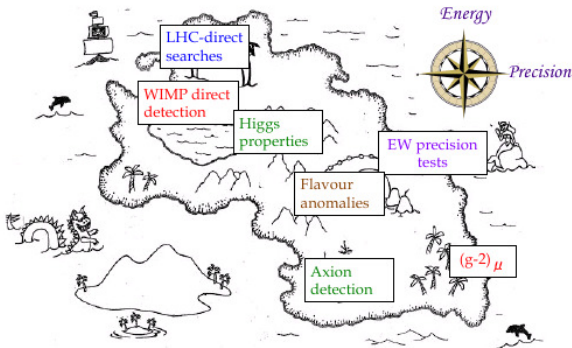 Energy
Precision
LHC-direct
searches
WIMP direct
detection
Higgs
properties
EW precision
tests
Flavour
anomalies
Axion
detection
(g-2) μ